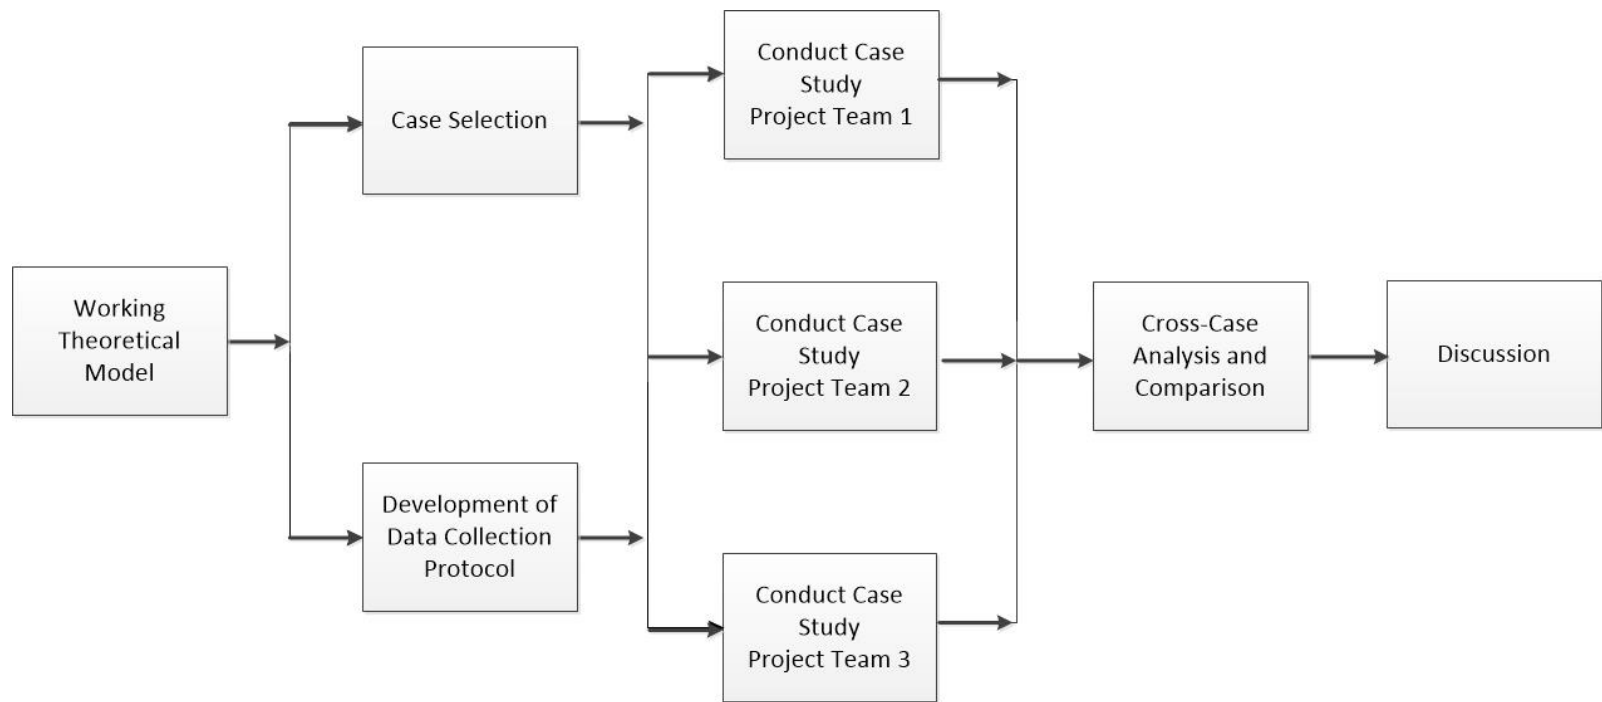 Working
Theoretical
Model
Case Selection
Development of
Data Collection
Protocol
Conduct Case
Study
Project Team 1
Conduct Case
Study
Project Team 2
Conduct Case
Study
Project Team 3
Cross-Case
Analysis and
Comparison
Discussion